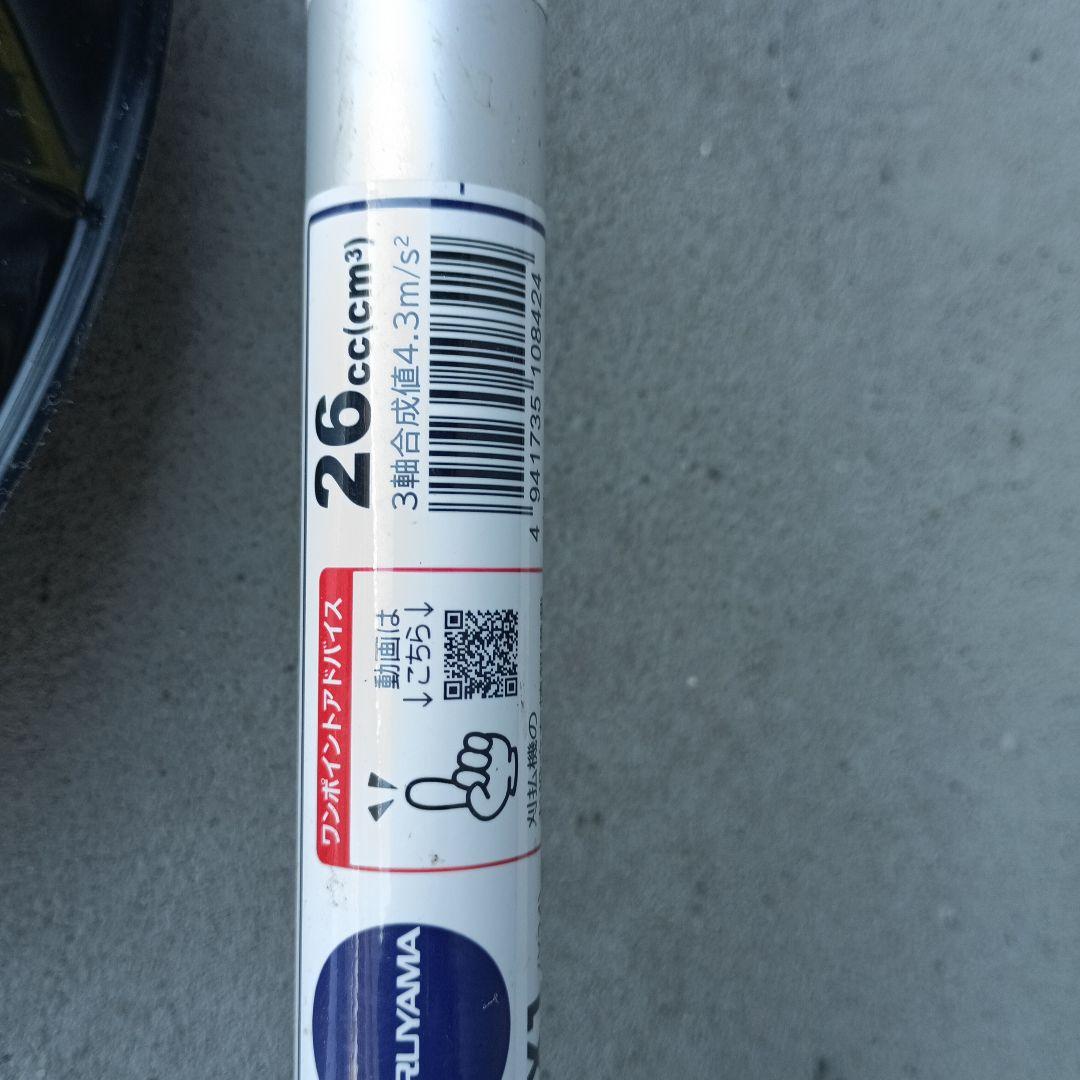 26cc(cm³)
3軸合成値4.3m/s²
4 941735 108424
ワンポイントアドバイス
動画は
↓こちら↓
刈払機の
RUYAMA